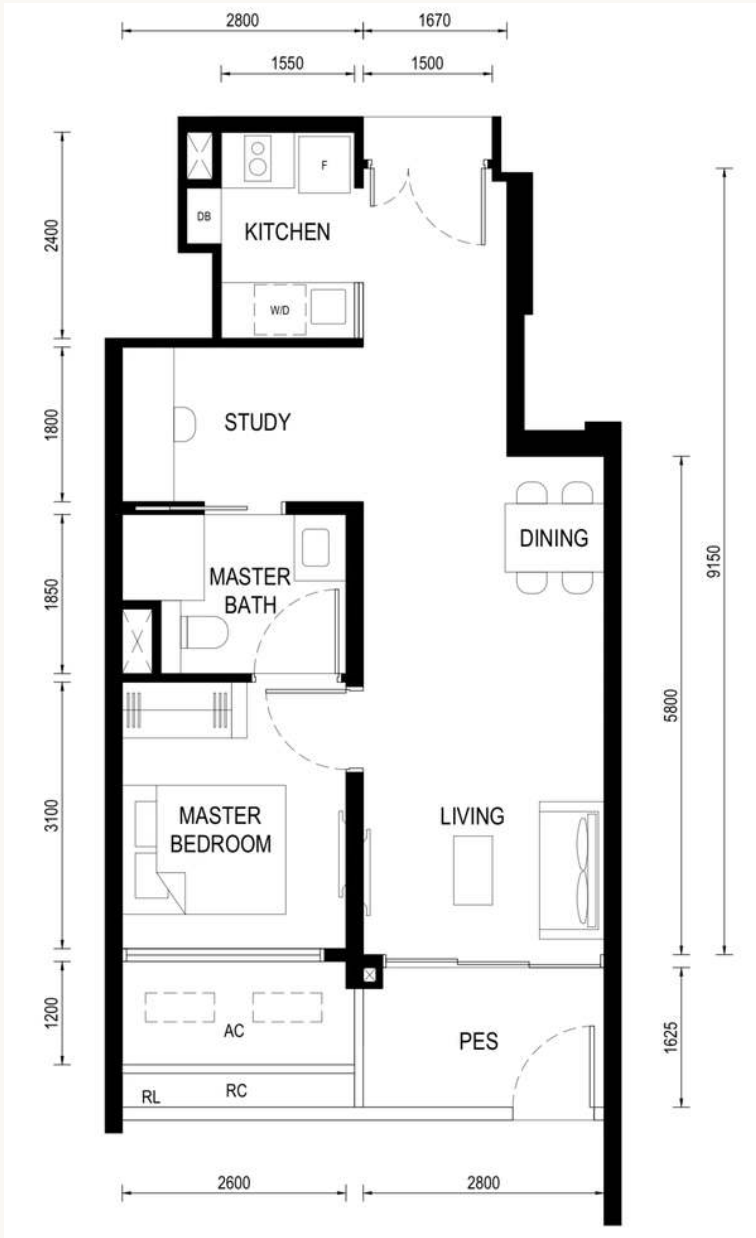 2800
1670
1550
1500
F
DB
KITCHEN
W/D
2400
STUDY
1800
DINING
9150
MASTER
BATH
1850
5800
MASTER
BEDROOM
3100
LIVING
AC
1200
PES
1625
RL
RC
2600
2800